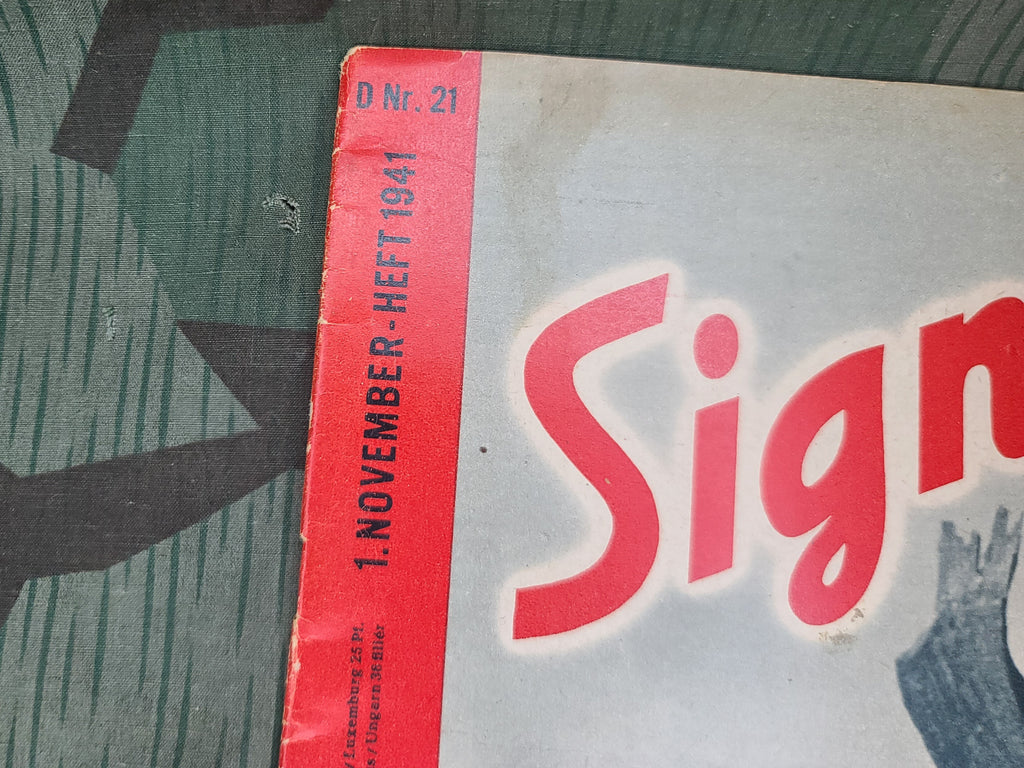 D Nr. 21
1. NOVEMBER-HEFT 1941
Sign
/ Luxemburg 25 Pf.
s / Ungarn 36 filler